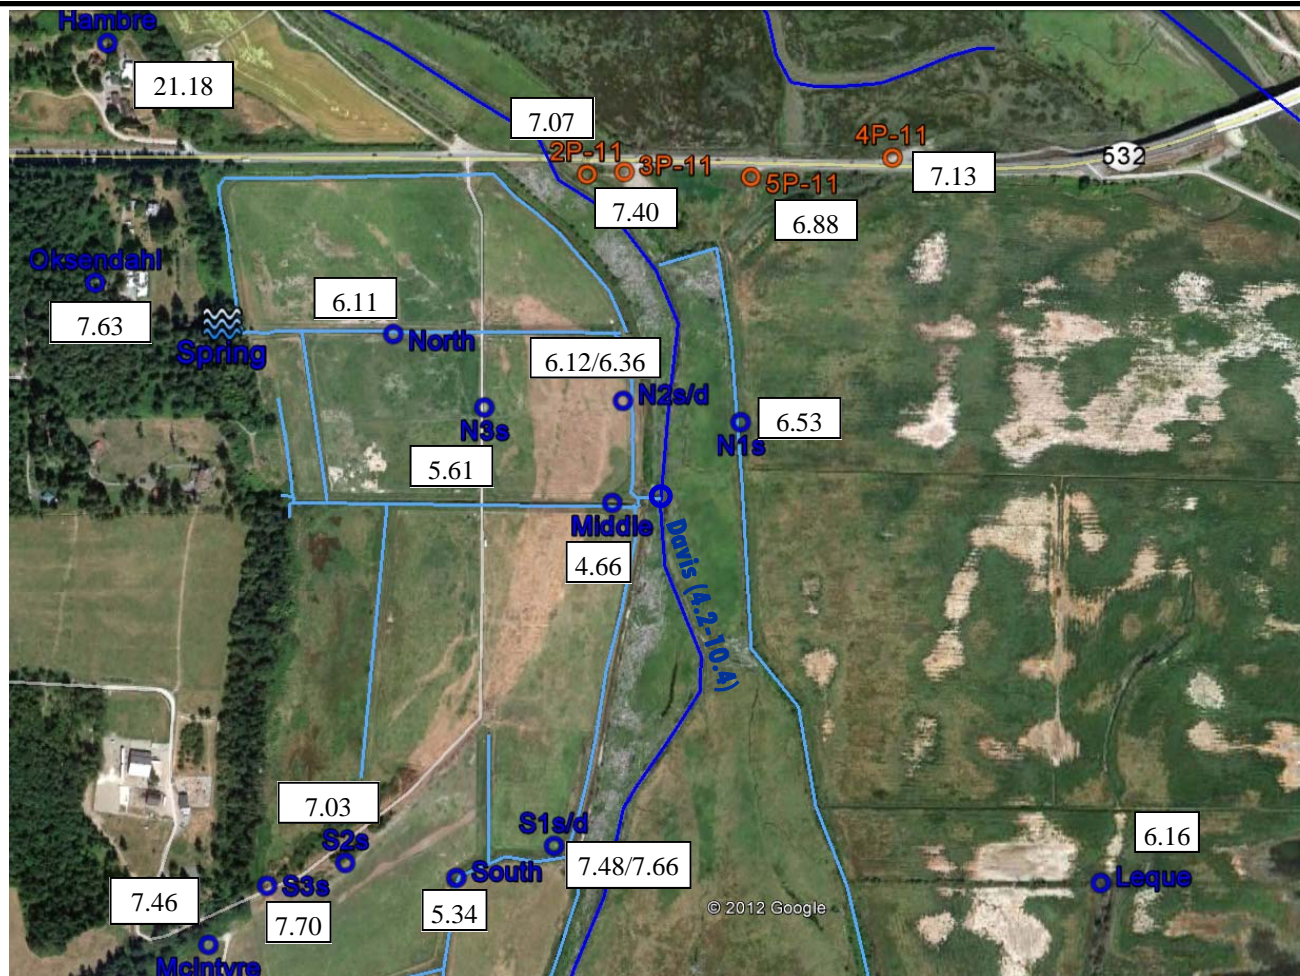 Hambre
21.18
7.07
2P-11
3P-11
4P-11
532
7.13
5P-11
7.40
6.88
Oksendahl
7.63
6.11
Spring
North
6.12/6.36
N2s/d
N3s
6.53
N1s
5.61
Middle
4.66
Davis (4.2-10.4)
7.03
S1s/d
6.16
S2s
7.48/7.66
South
Leque
S3s
7.46
7.70
5.34
© 2012 Google
McIntyre